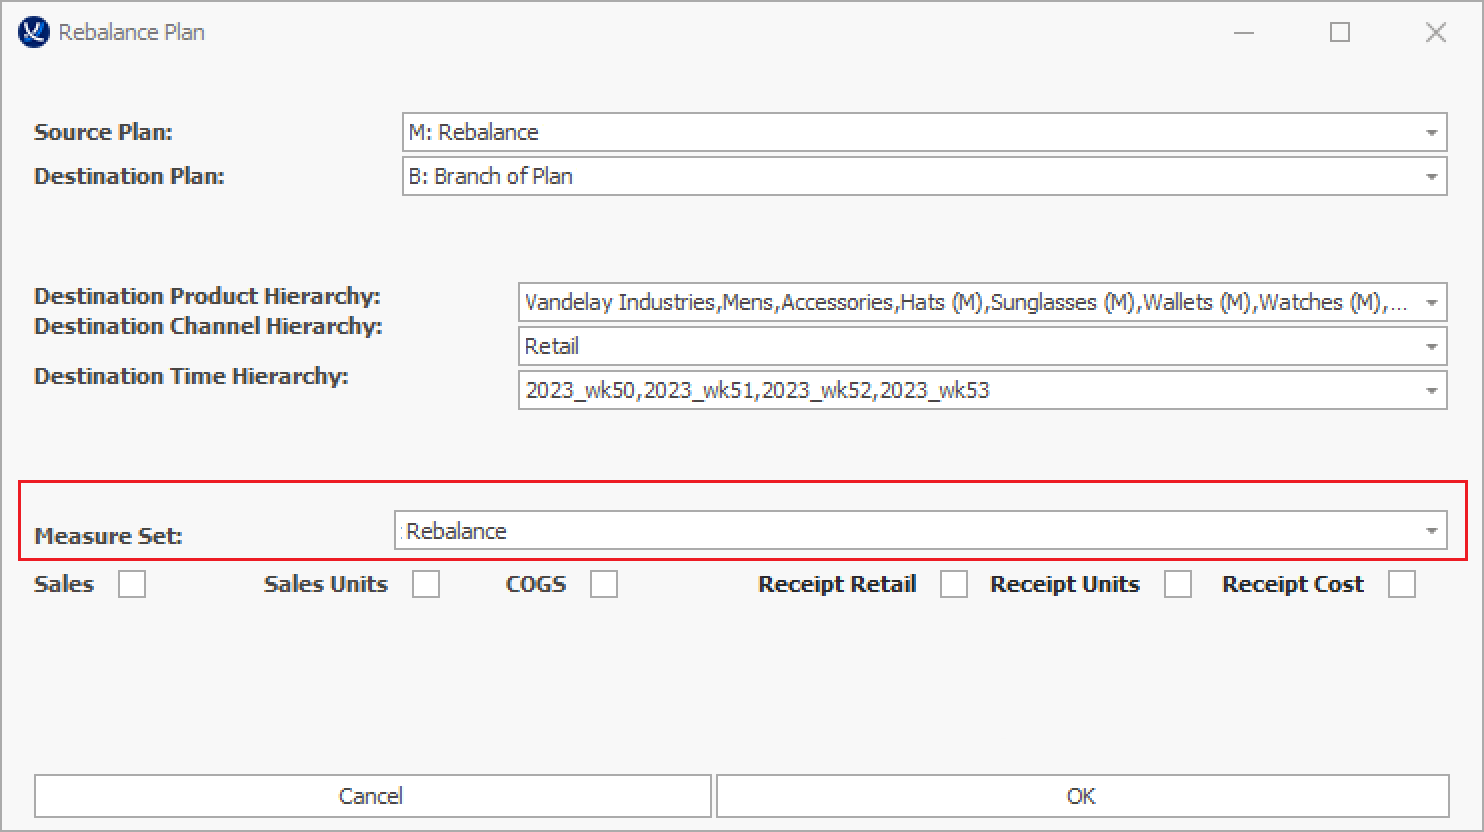 Rebalance Plan
Source Plan: M: Rebalance
Destination Plan: B: Branch of Plan
Destination Product Hierarchy: Vandelay Industries,Mens,Accessories,Hats (M),Sunglasses (M),Wallets (M),Watches (M),...
Destination Channel Hierarchy: Retail
Destination Time Hierarchy: 2023_wk50,2023_wk51,2023_wk52,2023_wk53
Measure Set: :Rebalance
Sales Sales Units COGS Receipt Retail Receipt Units Receipt Cost
Cancel OK